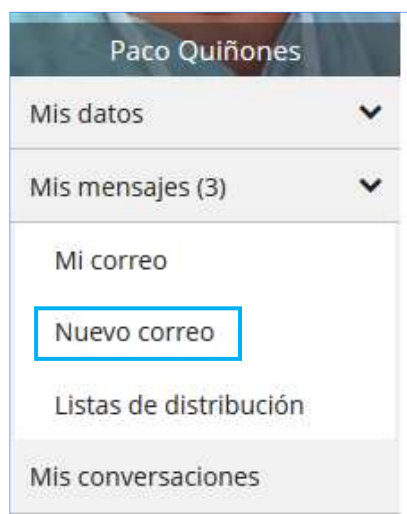 Paco Quiñones
Mis datos
Mis mensajes (3)
Mi correo
Nuevo correo
Listas de distribución
Mis conversaciones